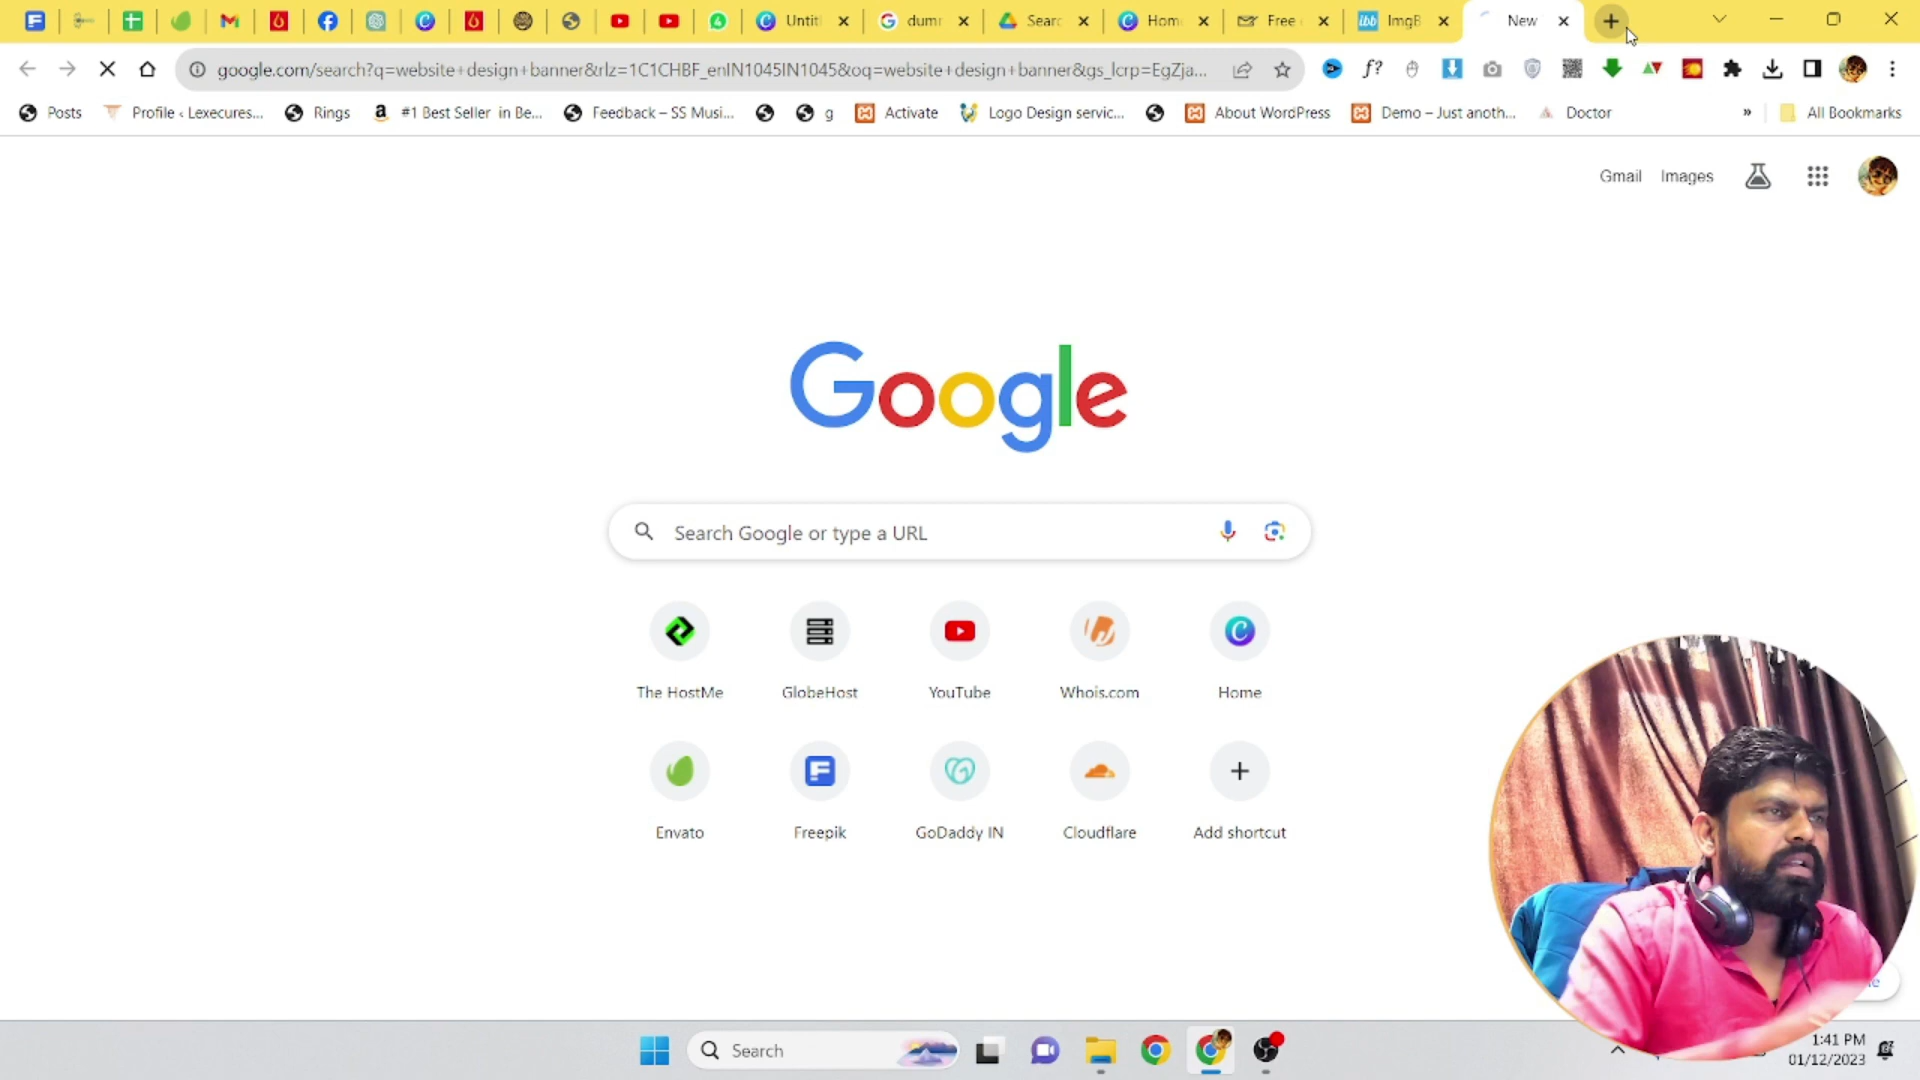 Untit
dumr
Searc
Hom
Free
ibb ImgB
New
google.com/search?q=website+design+banner&rlz=1C1CHBF_enIN1045IN1045&oq=website+design+banner&gs_lcrp=EgZja...
f?
Posts
Profile ‹ Lexecures...
Rings
#1 Best Seller in Be...
Feedback – SS Musi...
g
Activate
Logo Design servic...
About WordPress
Demo – Just anoth...
Doctor
»
All Bookmarks
Gmail Images
Google
Search Google or type a URL
The HostMe GlobeHost YouTube Whois.com Home
Envato Freepik GoDaddy IN Cloudflare Add shortcut
Search
1:41 PM
01/12/2023